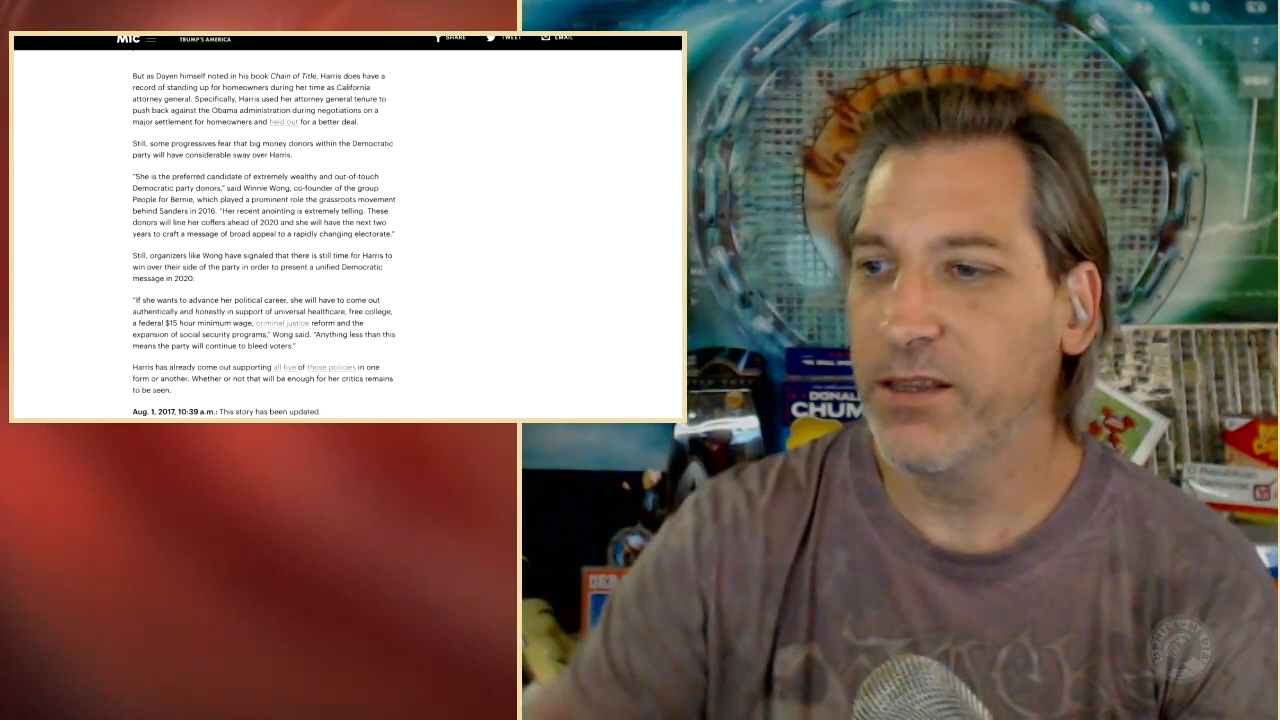 Mic
TRUMP'S AMERICA
SHARE
TWEET
EMAIL
But as Dayen himself noted in his book Chain of Title, Harris does have a
record of standing up for homeowners during her time as California
attorney general. Specifically, Harris used her attorney general tenure to
push back against the Obama administration during negotiations on a
major settlement for homeowners and held out for a better deal.
Still, some progressives fear that big money donors within the Democratic
party will have considerable sway over Harris.
“She is the preferred candidate of extremely wealthy and out-of-touch
Democratic party donors,” said Winnie Wong, co-founder of the group
People for Bernie, which played a prominent role the grassroots movement
behind Sanders in 2016. “Her recent anointing is extremely telling. These
donors will line her coffers ahead of 2020 and she will have the next two
years to craft a message of broad appeal to a rapidly changing electorate.”
Still, organizers like Wong have signaled that there is still time for Harris to
win over their side of the party in order to present a unified Democratic
message in 2020.
“If she wants to advance her political career, she will have to come out
authentically and honestly in support of universal healthcare, free college,
a federal $15 hour minimum wage, criminal justice reform and the
expansion of social security programs,” Wong said. “Anything less than this
means the party will continue to bleed voters.”
Harris has already come out supporting all five of those policies in one
form or another. Whether or not that will be enough for her critics remains
to be seen.
Aug. 1, 2017, 10:39 a.m.: This story has been updated.
DONAL
CHUM